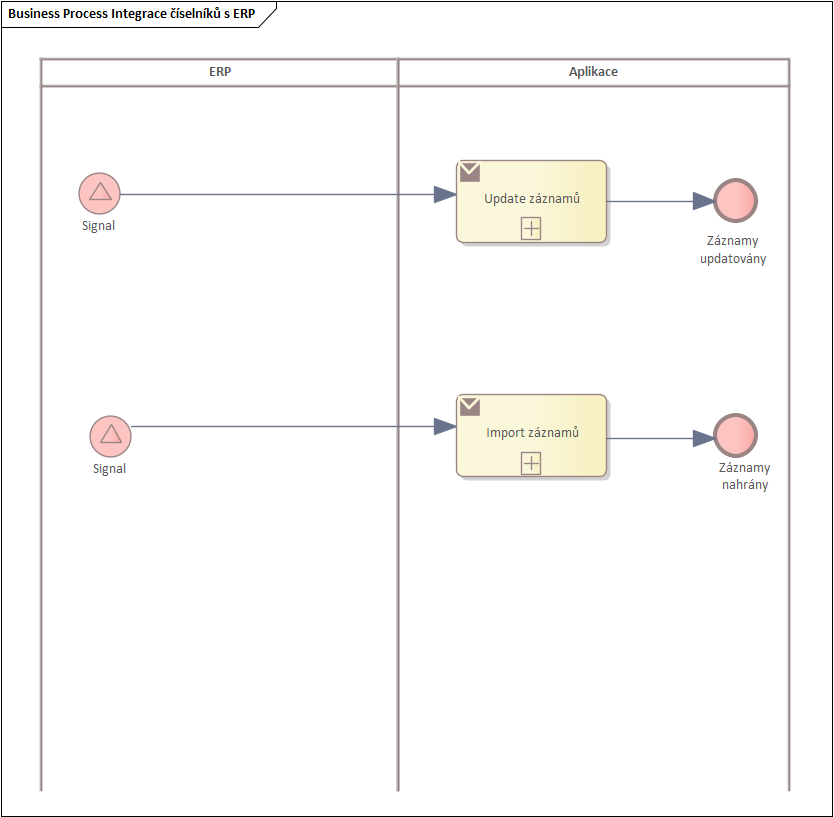 Business Process Integrace číselníků s ERP
ERP
Aplikace
Signal
Update záznamů
Záznamy
updatovány
Signal
Import záznamů
Záznamy
nahrány